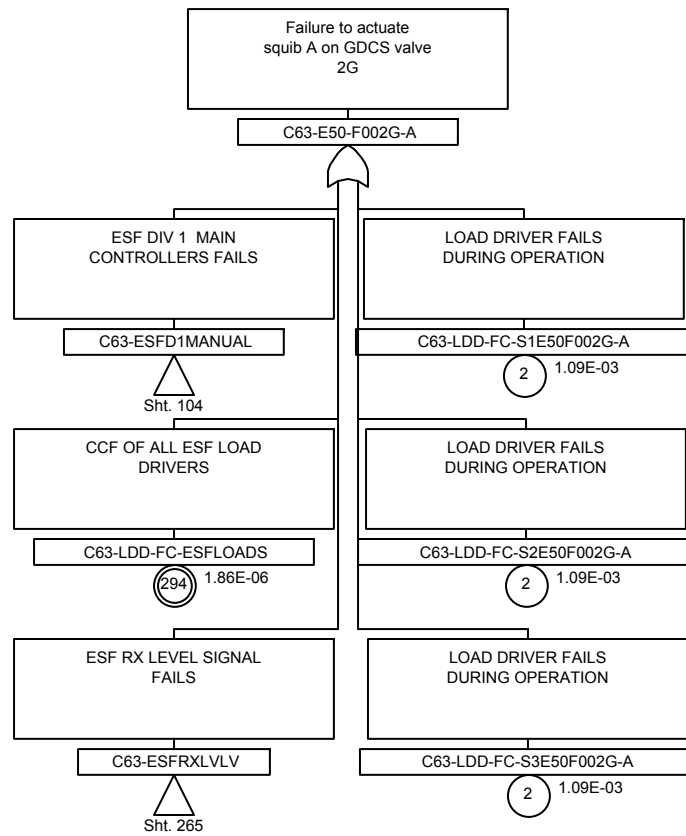 Failure to actuate
squib A on GDCS valve
2G
C63-E50-F002G-A
ESF DIV 1 MAIN
CONTROLLERS FAILS
C63-ESFD1MANUAL
Sht. 104
LOAD DRIVER FAILS
DURING OPERATION
C63-LDD-FC-S1E50F002G-A
2
1.09E-03
CCF OF ALL ESF LOAD
DRIVERS
C63-LDD-FC-ESFLOADS
294
1.86E-06
LOAD DRIVER FAILS
DURING OPERATION
C63-LDD-FC-S2E50F002G-A
2
1.09E-03
ESF RX LEVEL SIGNAL
FAILS
C63-ESFRXLVLV
Sht. 265
LOAD DRIVER FAILS
DURING OPERATION
C63-LDD-FC-S3E50F002G-A
2
1.09E-03